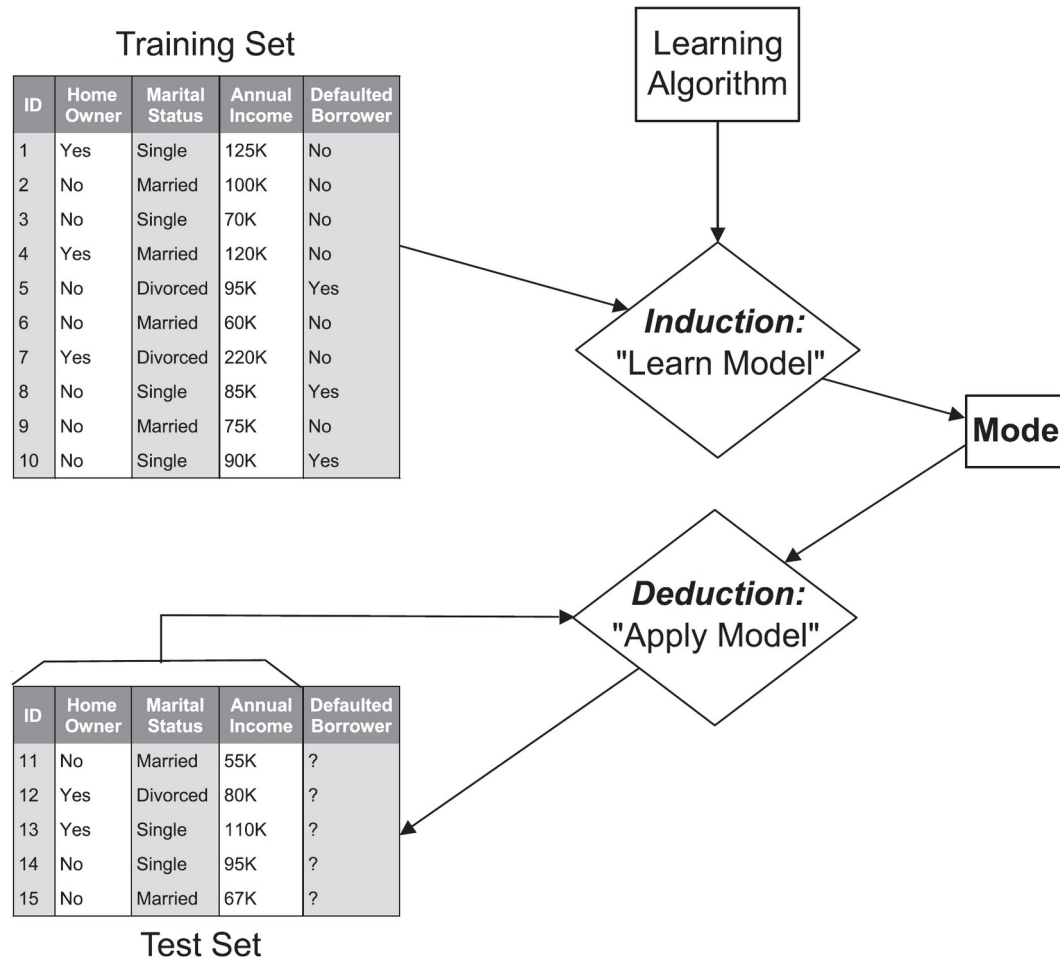 Training Set
ID Home Owner Marital Status Annual Income Defaulted Borrower
1 Yes Single 125K No
2 No Married 100K No
3 No Single 70K No
4 Yes Married 120K No
5 No Divorced 95K Yes
6 No Married 60K No
7 Yes Divorced 220K No
8 No Single 85K Yes
9 No Married 75K No
10 No Single 90K Yes
Learning
Algorithm
Induction:
"Learn Model"
Mode
Deduction:
"Apply Model"
ID Home Owner Marital Status Annual Income Defaulted Borrower
11 No Married 55K ?
12 Yes Divorced 80K ?
13 Yes Single 110K ?
14 No Single 95K ?
15 No Married 67K ?
Test Set